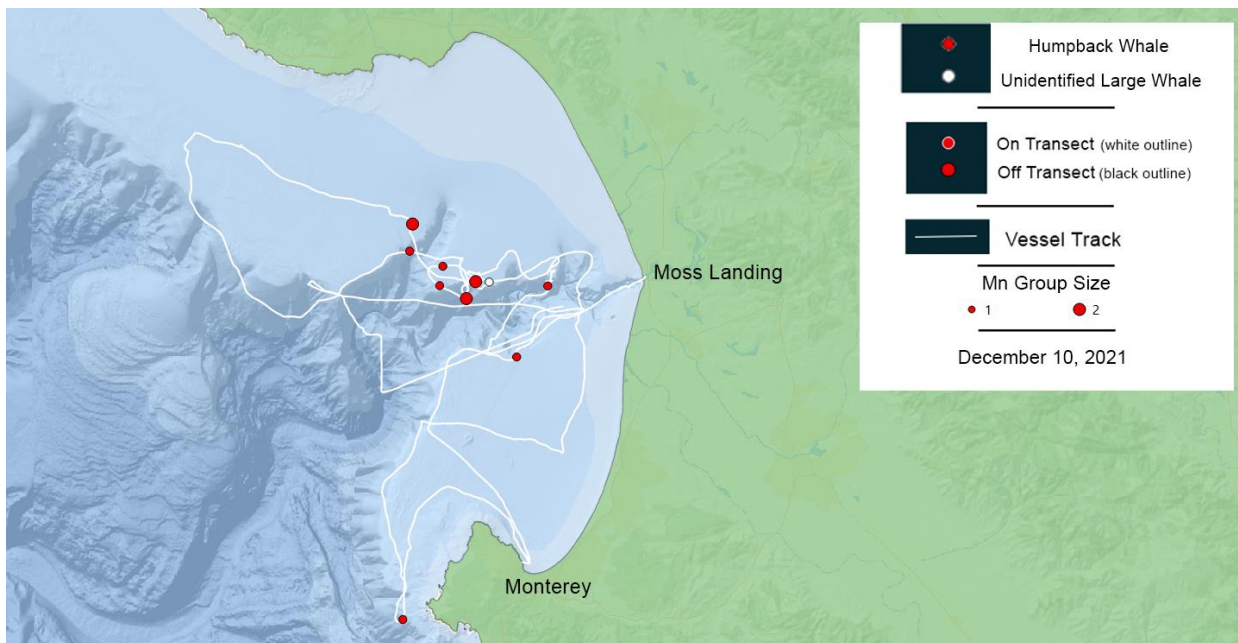 Humpback Whale
Unidentified Large Whale
On Transect (white outline)
Off Transect (black outline)
Vessel Track
Mn Group Size
1 2
December 10, 2021
Moss Landing
Monterey